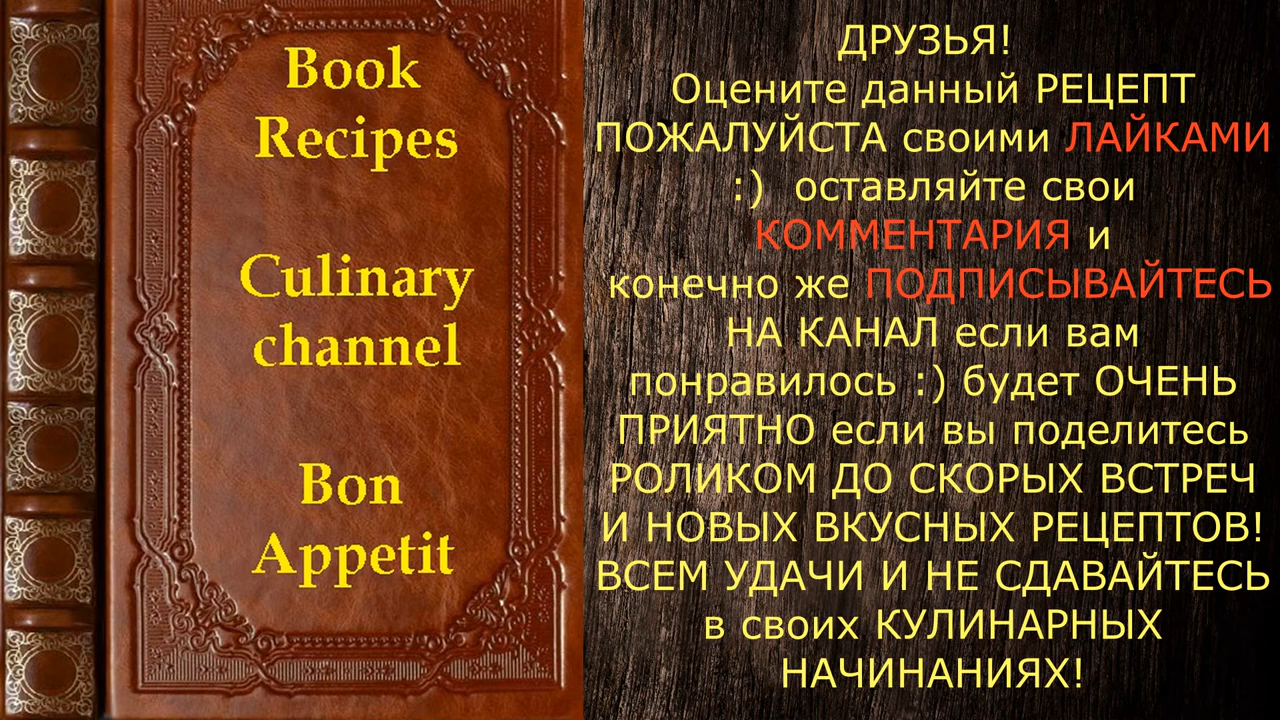 Book
Recipes
Culinary
channel
Bon
Appetit
ДРУЗЬЯ!
Оцените данный РЕЦЕПТ
ПОЖАЛУЙСТА своими ЛАЙКАМИ
:) оставляйте свои
КОММЕНТАРИЯ и
конечно же ПОДПИСЫВАЙТЕСЬ
НА КАНАЛ если вам
понравилось :) будет ОЧЕНЬ
ПРИЯТНО если вы поделитесь
РОЛИКОМ ДО СКОРЫХ ВСТРЕЧ
И НОВЫХ ВКУСНЫХ РЕЦЕПТОВ!
ВСЕМ УДАЧИ И НЕ СДАВАЙТЕСЬ
в своих КУЛИНАРНЫХ
НАЧИНАНИЯХ!